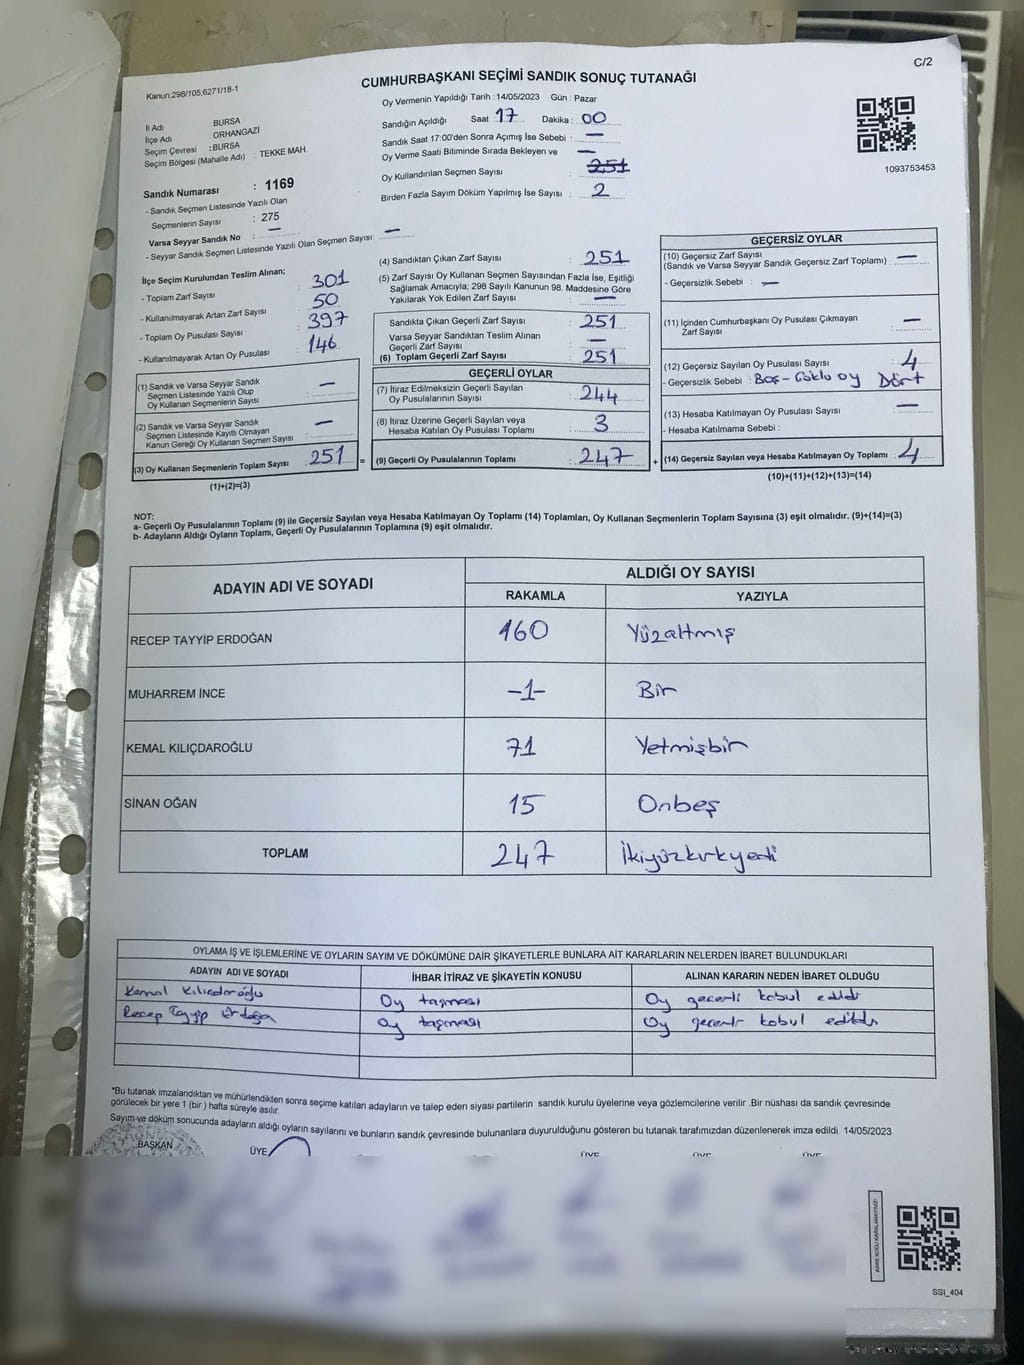 C/2
CUMHURBAŞKANI SEÇİMİ SANDIK SONUÇ TUTANAĞI
Kanun:298/105,6271/18-1
Oy Vermenin Yapıldığı Tarih : 14/05/2023 Gün : Pazar
İl Adı BURSA
İlçe Adı ORHANGAZİ
Seçim Çevresi : BURSA
Seçim Bölgesi (Mahalle Adı) : TEKKE MAH.
Sandık Numarası : 1169
- Sandık Seçmen Listesinde Yazılı Olan
Seçmenlerin Sayısı : 275
Varsa Seyyar Sandık No : —
- Seyyar Sandık Seçmen Listesinde Yazılı Olan Seçmen Sayısı: —
Sandığın Açıldığı Saat : 17 Dakika : 00
Sandık Saat 17:00'den Sonra Açımış İse Sebebi : —
Oy Verme Saati Bitiminde Sırada Bekleyen ve —
Oy Kullandırılan Seçmen Sayısı : 251
Birden Fazla Sayım Döküm Yapılmış İse Sayısı : 2
1093753453
İlçe Seçim Kurulundan Teslim Alınan;
- Toplam Zarf Sayısı : 301
- Kullanılmayarak Artan Zarf Sayısı : 50
- Toplam Oy Pusulası Sayısı : 397
- Kullanılmayarak Artan Oy Pusulası : 146
(1) Sandık ve Varsa Seyyar Sandık
Seçmen Listesinde Yazılı Olup
Oy Kullanan Seçmenlerin Sayısı : —
(2) Sandık ve Varsa Seyyar Sandık
Seçmen Listesinde Kayıtlı Olmayan
Kanun Gereği Oy Kullanan Seçmen Sayısı : —
(3) Oy Kullanan Seçmenlerin Toplam Sayısı : 251 =
(1)+(2)=(3)
(4) Sandıktan Çıkan Zarf Sayısı : 251
(5) Zarf Sayısı Oy Kullanan Seçmen Sayısından Fazla İse, Eşitliği
Sağlamak Amacıyla; 298 Sayılı Kanunun 98. Maddesine Göre
Yakılarak Yok Edilen Zarf Sayısı : —
Sandıkta Çıkan Geçerli Zarf Sayısı : 251
Varsa Seyyar Sandıktan Teslim Alınan
Geçerli Zarf Sayısı : —
(6) Toplam Geçerli Zarf Sayısı : 251
GEÇERLİ OYLAR
(7) İtiraz Edilmeksizin Geçerli Sayılan
Oy Pusulalarının Sayısı : 244
(8) İtiraz Üzerine Geçerli Sayılan veya
Hesaba Katılan Oy Pusulası Toplamı : 3
(9) Geçerli Oy Pusulalarının Toplamı : 247 +
GEÇERSİZ OYLAR
(10) Geçersiz Zarf Sayısı
(Sandık ve Varsa Seyyar Sandık Geçersiz Zarf Toplamı) : —
- Geçersizlik Sebebi : —
(11) İçinden Cumhurbaşkanı Oy Pusulası Çıkmayan
Zarf Sayısı : —
(12) Geçersiz Sayılan Oy Pusulası Sayısı : 4
- Geçersizlik Sebebi : Boş-Çoklu oy Dört
(13) Hesaba Katılmayan Oy Pusulası Sayısı : —
- Hesaba Katılmama Sebebi :
(14) Geçersiz Sayılan veya Hesaba Katılmayan Oy Toplamı : 4
(10)+(11)+(12)+(13)=(14)
NOT:
a- Geçerli Oy Pusulalarının Toplamı (9) ile Geçersiz Sayılan veya Hesaba Katılmayan Oy Toplamı (14) Toplamları, Oy Kullanan Seçmenlerin Toplam Sayısına (3) eşit olmalıdır. (9)+(14)=(3)
b- Adayların Aldığı Oyların Toplamı, Geçerli Oy Pusulalarının Toplamına (9) eşit olmalıdır.
ADAYIN ADI VE SOYADI
ALDIĞI OY SAYISI
RAKAMLA YAZIYLA
RECEP TAYYİP ERDOĞAN 160 Yüzaltmış
MUHARREM İNCE -1- Bir
KEMAL KILIÇDAROĞLU 71 Yetmişbir
SİNAN OĞAN 15 Onbeş
TOPLAM 247 İkiyüzkırkyedi
OYLAMA İŞ VE İŞLEMLERİNE VE OYLARIN SAYIM VE DÖKÜMÜNE DAİR ŞİKAYETLERLE BUNLARA AİT KARARLARIN NELERDEN İBARET BULUNDUKLARI
ADAYIN ADI VE SOYADI İHBAR İTİRAZ VE ŞİKAYETİN KONUSU ALINAN KARARIN NEDEN İBARET OLDUĞU
Kemal Kılıçdaroğlu Oy taşması Oy geçerli kabul edildi
Recep Tayyip Erdoğan Oy taşması Oy geçerli kabul edildi
*Bu tutanak imzalandıktan ve mühürlendikten sonra seçime katılan adayların ve talep eden siyasi partilerin sandık kurulu üyelerine veya gözlemcilerine verilir .Bir nüshası da sandık çevresinde
görülecek bir yere 1 (bir ) hafta süreyle asılır.
Sayım ve döküm sonucunda adayların aldığı oyların sayılarını ve bunların sandık çevresinde bulunanlara duyurulduğunu gösteren bu tutanak tarafımızdan düzenlenerek imza edildi. 14/05/2023
BAŞKAN ÜYE ÜYE ÜYE ÜYE
SSI_404